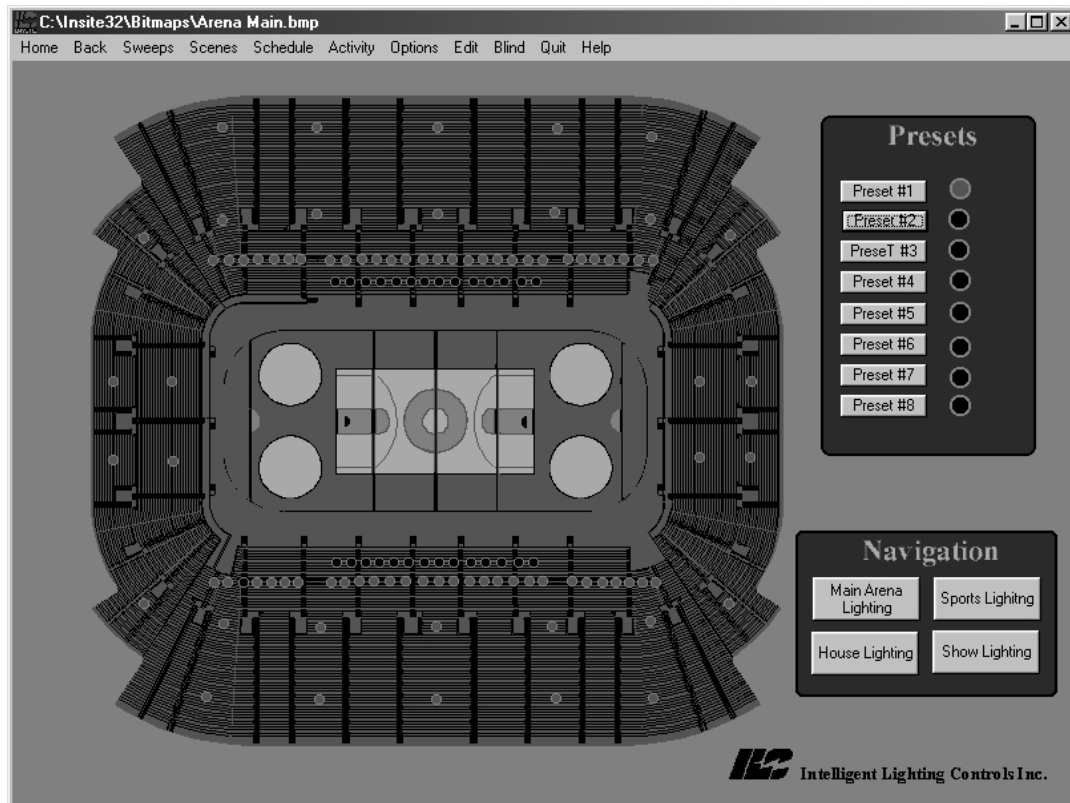 C:\Insite32\Bitmaps\Arena Main.bmp
Home Back Sweeps Scenes Schedule Activity Options Edit Blind Quit Help
Presets
Preset #1
Preset #2
PreseT #3
Preset #4
Preset #5
Preset #6
Preset #7
Preset #8
Navigation
Main Arena
Lighting
Sports Lighitng
House Lighting
Show Lighting
ILC Intelligent Lighting Controls Inc.